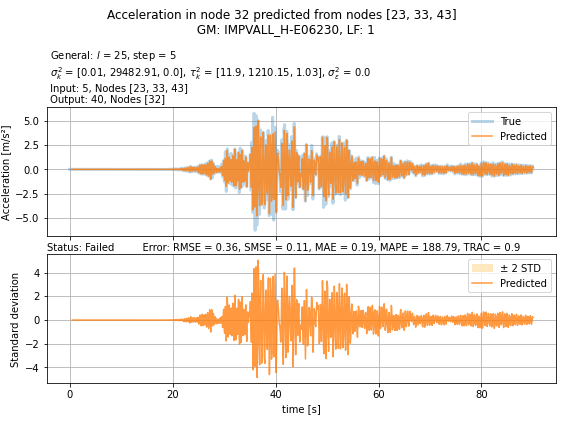 Acceleration in node 32 predicted from nodes [23, 33, 43]
GM: IMPVALL_H-E06230, LF: 1
General: l = 25, step = 5
σ²ₖ = [0.01, 29482.91, 0.0], τ²ₖ = [11.9, 1210.15, 1.03], σ²ε = 0.0
Input: 5, Nodes [23, 33, 43]
Output: 40, Nodes [32]
Acceleration [m/s²]
5.0
2.5
0.0
−2.5
−5.0
True
Predicted
Status: Failed Error: RMSE = 0.36, SMSE = 0.11, MAE = 0.19, MAPE = 188.79, TRAC = 0.9
Standard deviation
4
2
0
−2
−4
± 2 STD
Predicted
0 20 40 60 80
time [s]